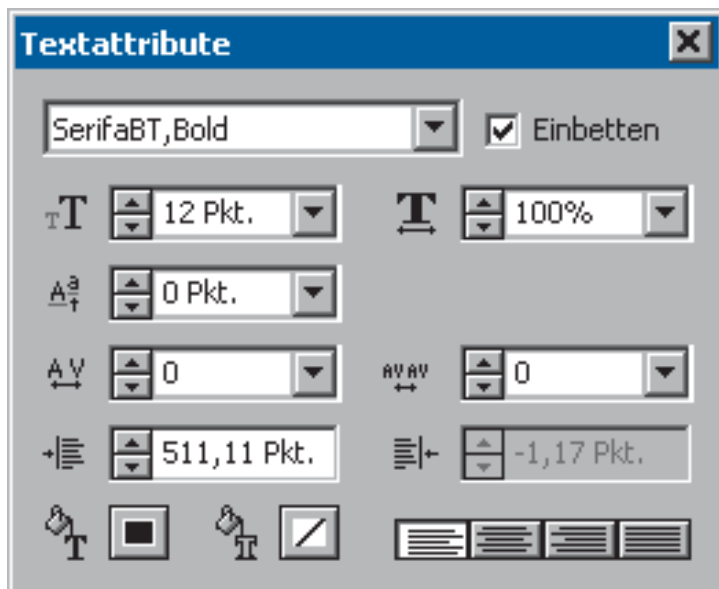 Textattribute
SerifaBT,Bold Einbetten
12 Pkt. 100%
0 Pkt.
0 0
511,11 Pkt. -1,17 Pkt.